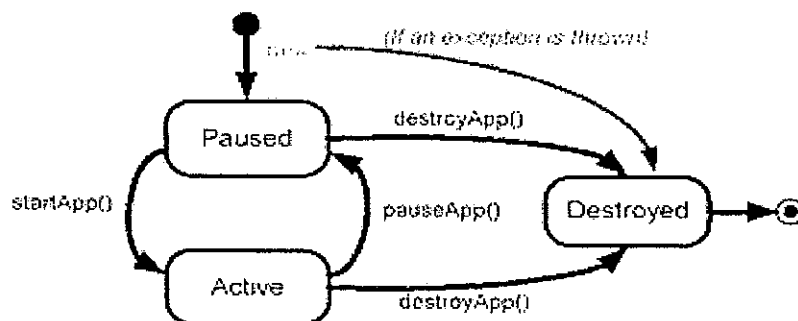 (If an exception is thrown
Paused
destroyApp()
startApp()
pauseApp()
Destroyed
Active
destroyApp()